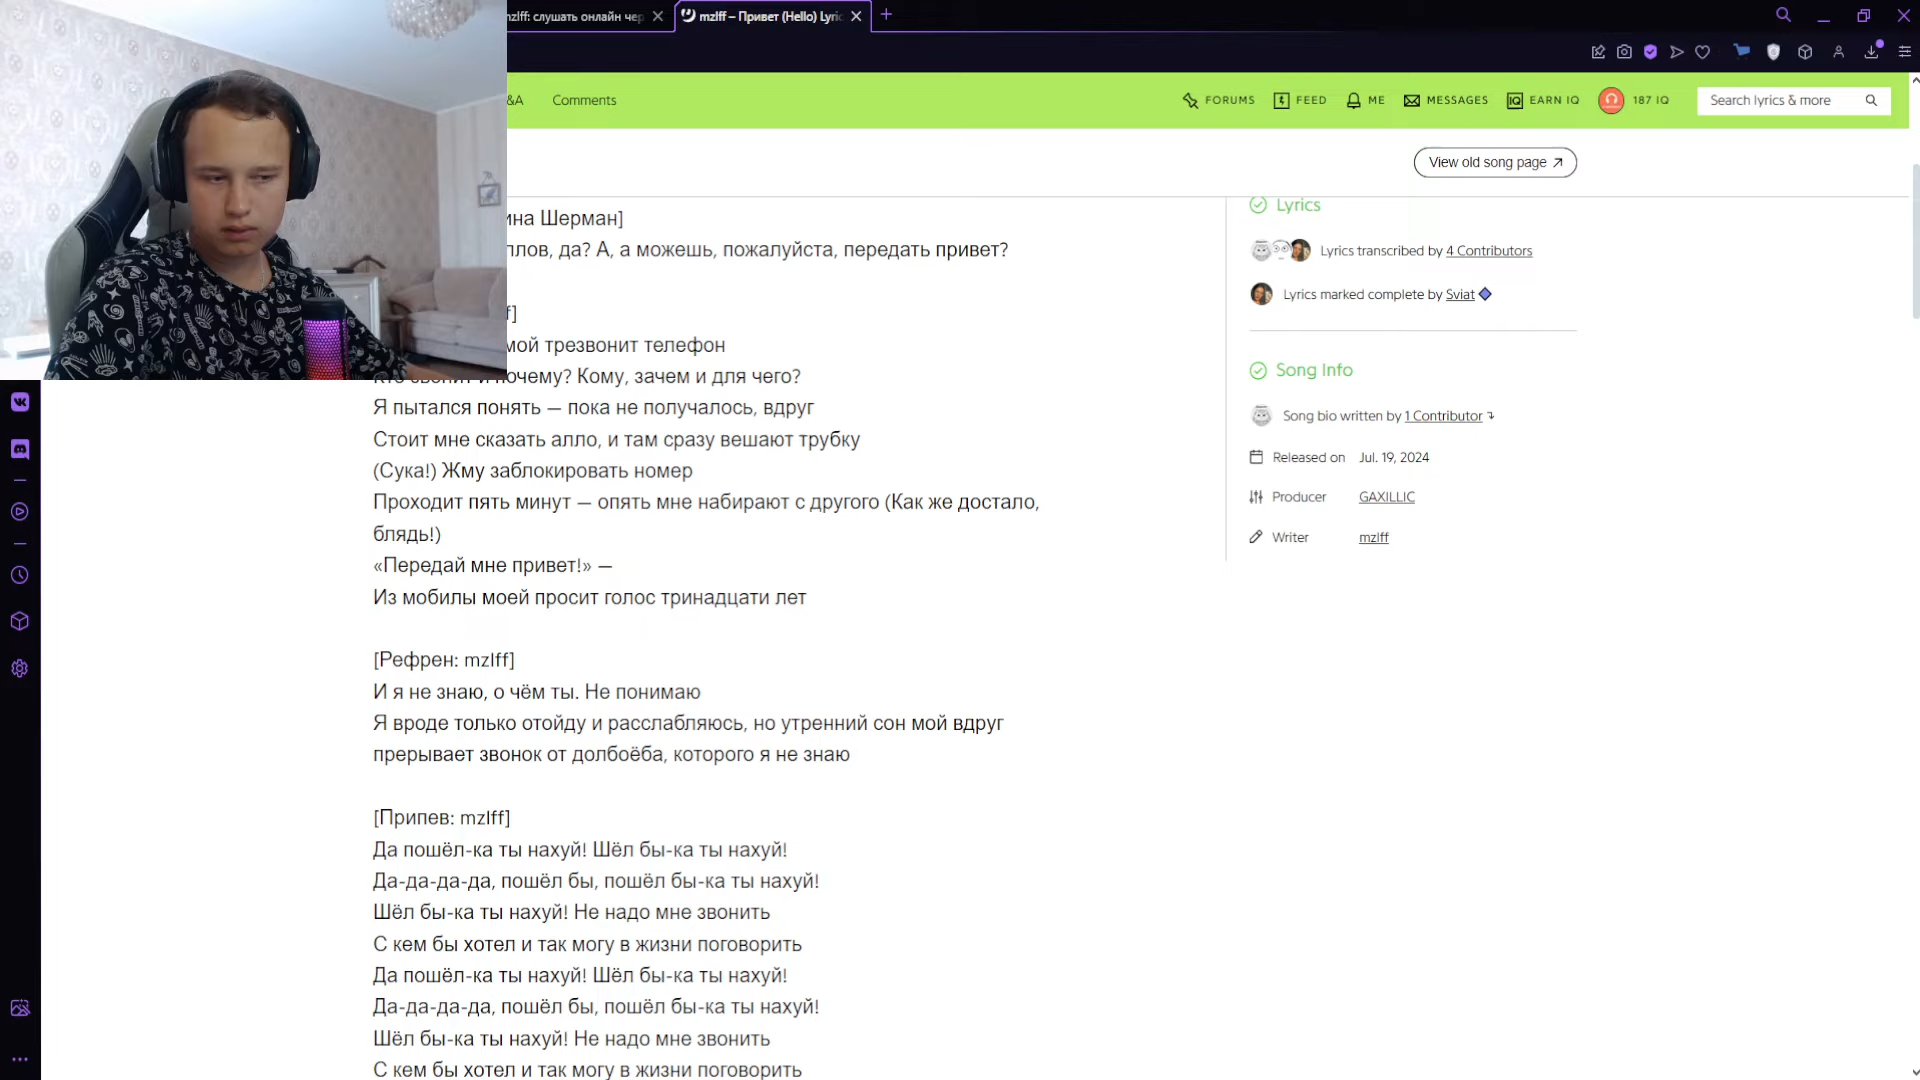 mzlff: слушать онлайн чер
mzlff – Привет (Hello) Lyric
&A
Comments
FORUMS
FEED
ME
MESSAGES
EARN IQ
187 IQ
Search lyrics & more
View old song page
ина Шерман]
ллов, да? А, а можешь, пожалуйста, передать привет?
f]
мой трезвонит телефон
Кто звонит и почему? Кому, зачем и для чего?
Я пытался понять — пока не получалось, вдруг
Стоит мне сказать алло, и там сразу вешают трубку
(Сука!) Жму заблокировать номер
Проходит пять минут — опять мне набирают с другого (Как же достало,
блядь!)
«Передай мне привет!» —
Из мобилы моей просит голос тринадцати лет
[Рефрен: mzlff]
И я не знаю, о чём ты. Не понимаю
Я вроде только отойду и расслабляюсь, но утренний сон мой вдруг
прерывает звонок от долбоёба, которого я не знаю
[Припев: mzlff]
Да пошёл-ка ты нахуй! Шёл бы-ка ты нахуй!
Да-да-да-да, пошёл бы, пошёл бы-ка ты нахуй!
Шёл бы-ка ты нахуй! Не надо мне звонить
С кем бы хотел и так могу в жизни поговорить
Да пошёл-ка ты нахуй! Шёл бы-ка ты нахуй!
Да-да-да-да, пошёл бы, пошёл бы-ка ты нахуй!
Шёл бы-ка ты нахуй! Не надо мне звонить
С кем бы хотел и так могу в жизни поговорить
Lyrics
Lyrics transcribed by 4 Contributors
Lyrics marked complete by Sviat
Song Info
Song bio written by 1 Contributor
Released on Jul. 19, 2024
Producer GAXILLIC
Writer mzlff